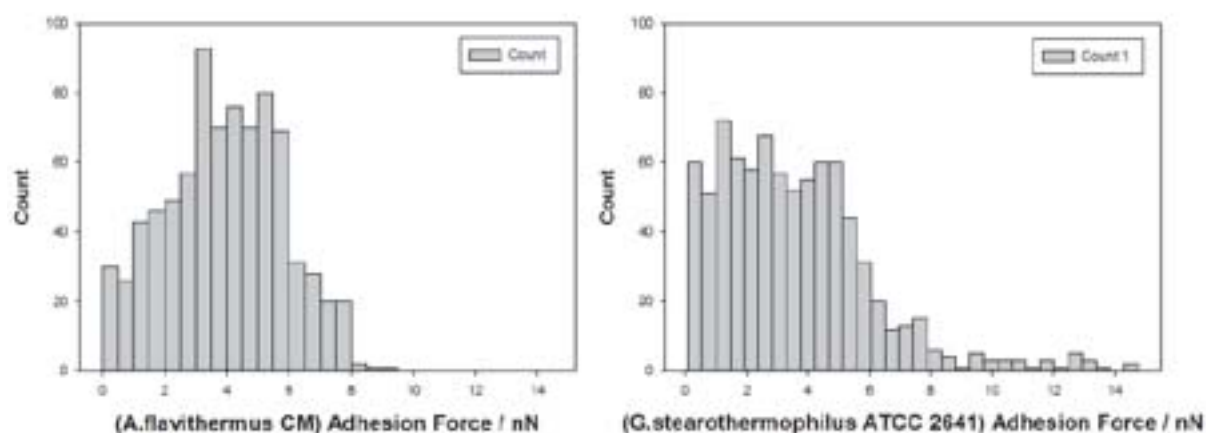 100
80
60
40
20
0
Count
Count
0 2 4 6 8 10 12 14
(A.flavithermus CM) Adhesion Force / nN
100
80
60
40
20
0
Count
Count 1
0 2 4 6 8 10 12 14
(G.stearothermophilus ATCC 2641) Adhesion Force / nN